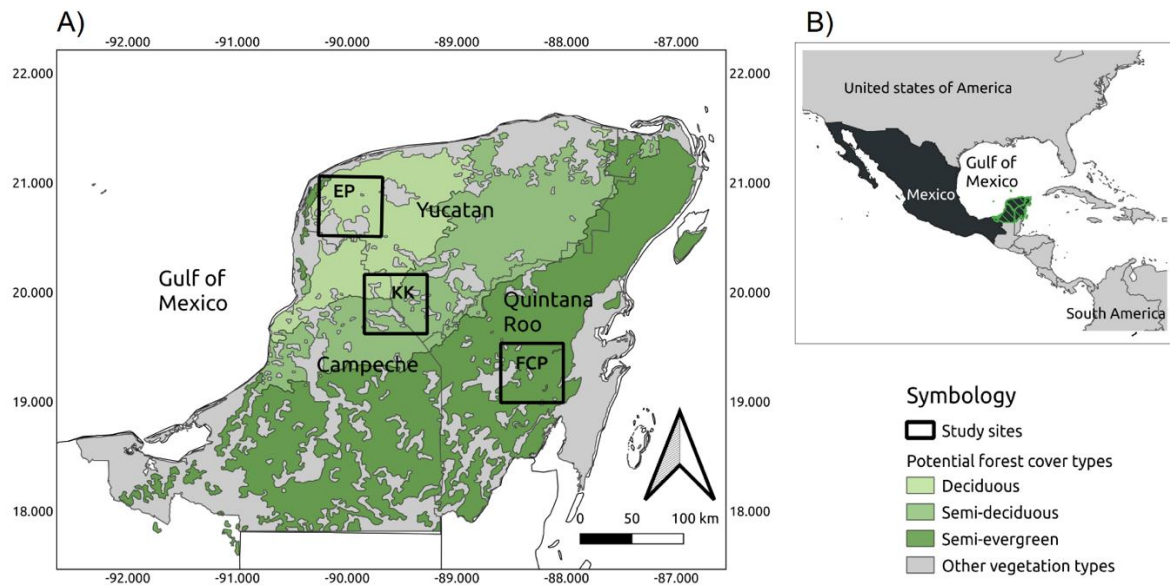 A)
-92.000 -91.000 -90.000 -89.000 -88.000 -87.000
22.000 22.000
21.000 21.000
20.000 20.000
19.000 19.000
18.000 18.000
EP
Yucatan
Gulf of
Mexico
KK
Quintana
Roo
Campeche
FCP
0 50 100 km
-92.000 -91.000 -90.000 -89.000 -88.000 -87.000
B)
United states of America
Gulf of
Mexico
Mexico
South America
Symbology
Study sites
Potential forest cover types
Deciduous
Semi-deciduous
Semi-evergreen
Other vegetation types